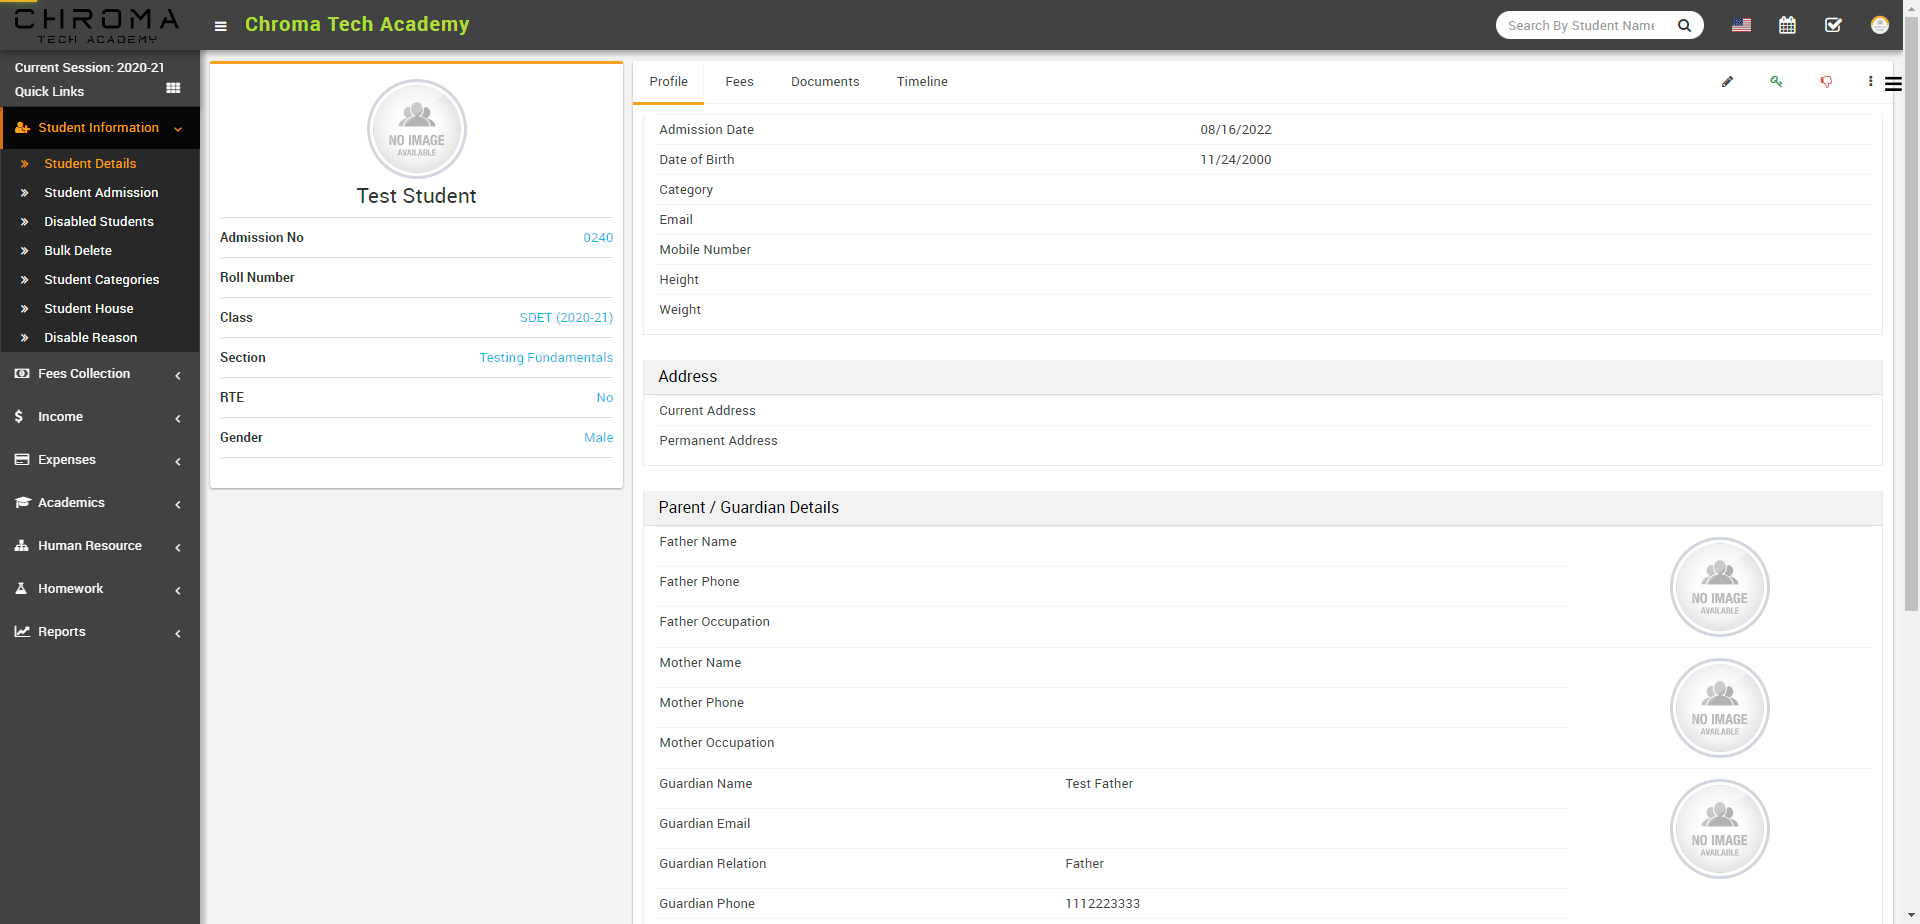 CHROMA
TECH ACADEMY
Chroma Tech Academy
Search By Student Name
Current Session: 2020-21
Quick Links
Student Information
Student Details
Student Admission
Disabled Students
Bulk Delete
Student Categories
Student House
Disable Reason
Fees Collection
Income
Expenses
Academics
Human Resource
Homework
Reports
NO IMAGE
AVAILABLE
Test Student
Admission No 0240
Roll Number
Class SDET (2020-21)
Section Testing Fundamentals
RTE No
Gender Male
Profile Fees Documents Timeline
Admission Date 08/16/2022
Date of Birth 11/24/2000
Category
Email
Mobile Number
Height
Weight
Address
Current Address
Permanent Address
Parent / Guardian Details
Father Name
Father Phone
Father Occupation
NO IMAGE
AVAILABLE
Mother Name
Mother Phone
Mother Occupation
NO IMAGE
AVAILABLE
Guardian Name Test Father
Guardian Email
Guardian Relation Father
Guardian Phone 1112223333
NO IMAGE
AVAILABLE